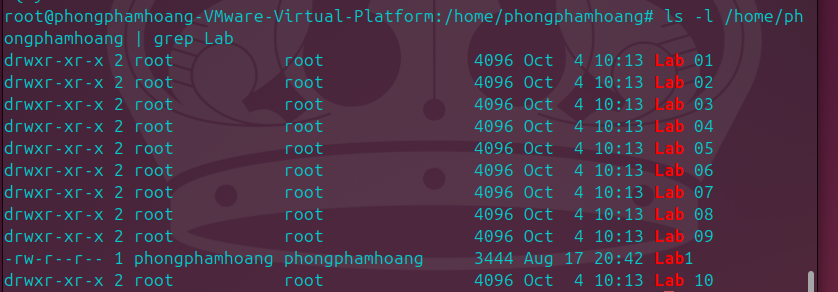 root@phongphamhoang-VMware-Virtual-Platform:/home/phongphamhoang# ls -l /home/ph
ongphamhoang | grep Lab
drwxr-xr-x 2 root           root           4096 Oct  4 10:13 Lab 01
drwxr-xr-x 2 root           root           4096 Oct  4 10:13 Lab 02
drwxr-xr-x 2 root           root           4096 Oct  4 10:13 Lab 03
drwxr-xr-x 2 root           root           4096 Oct  4 10:13 Lab 04
drwxr-xr-x 2 root           root           4096 Oct  4 10:13 Lab 05
drwxr-xr-x 2 root           root           4096 Oct  4 10:13 Lab 06
drwxr-xr-x 2 root           root           4096 Oct  4 10:13 Lab 07
drwxr-xr-x 2 root           root           4096 Oct  4 10:13 Lab 08
drwxr-xr-x 2 root           root           4096 Oct  4 10:13 Lab 09
-rw-r--r-- 1 phongphamhoang phongphamhoang 3444 Aug 17 20:42 Lab1
drwxr-xr-x 2 root           root           4096 Oct  4 10:13 Lab 10